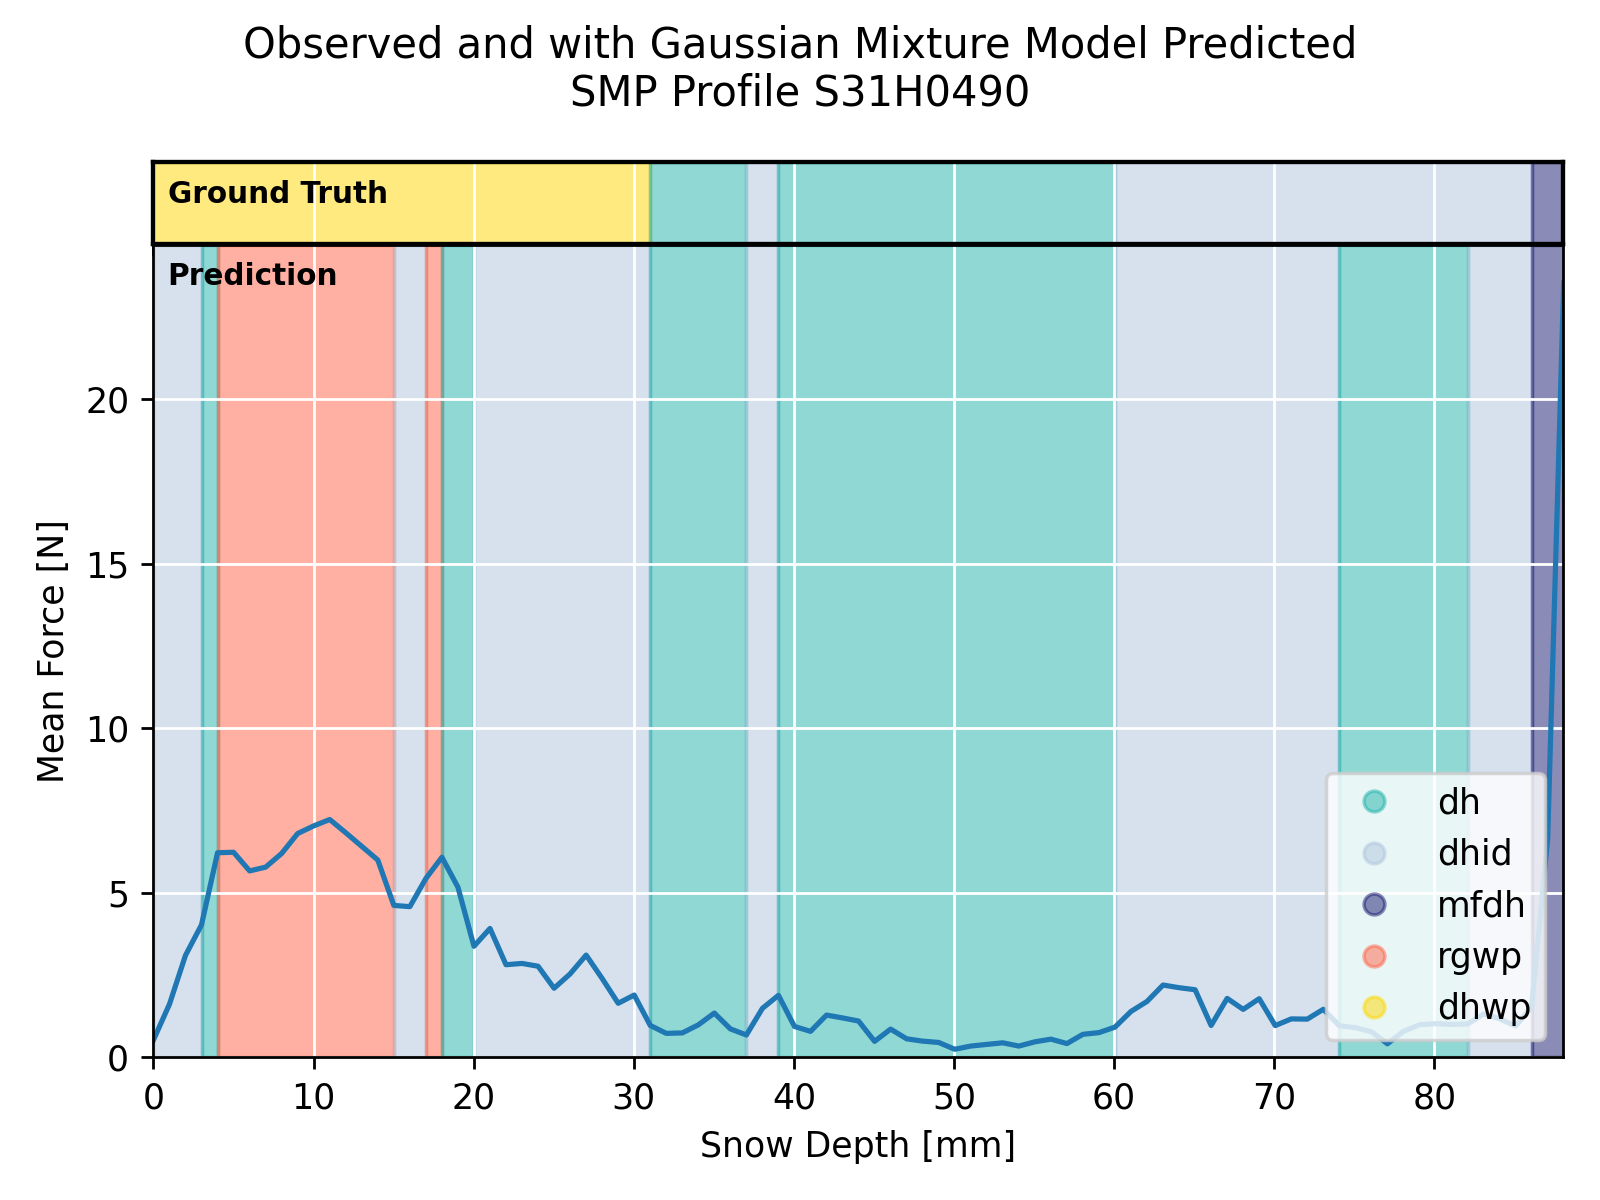 Observed and with Gaussian Mixture Model Predicted
SMP Profile S31H0490
Ground Truth
Prediction
20
15
10
5
0
Mean Force [N]
dh
dhid
mfdh
rgwp
dhwp
0 10 20 30 40 50 60 70 80
Snow Depth [mm]